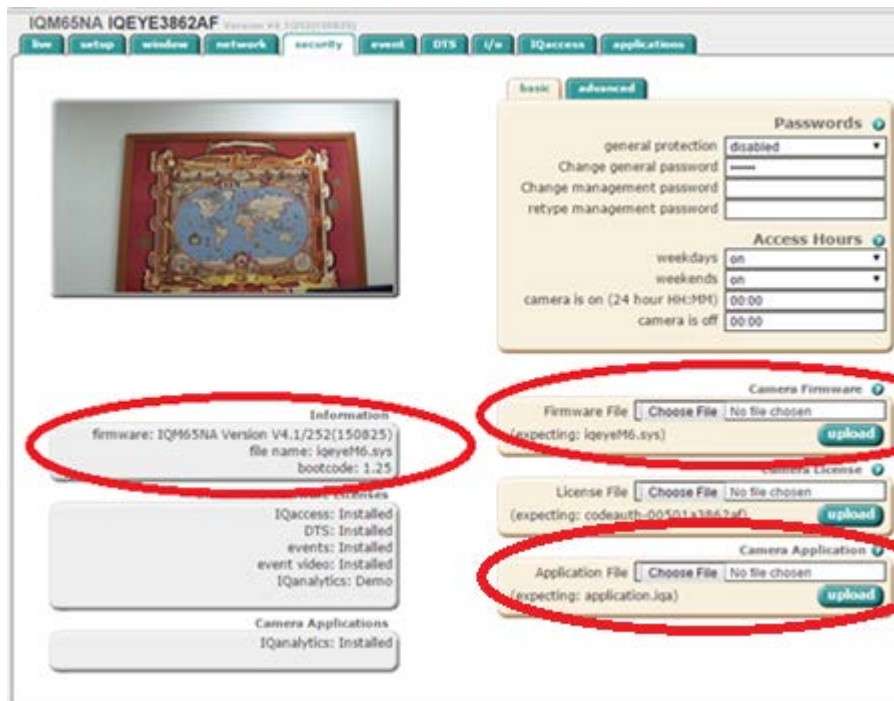 IQM65NA IQEYE3862AF Version V4.1/252(150825)
live setup window network security event DTS i/o IQaccess applications
basic advanced
Passwords
general protection disabled
Change general password ••••••
Change management password
retype management password
Access Hours
weekdays on
weekends on
camera is on (24 hour HH:MM) 00:00
camera is off 00:00
Information
firmware: IQM65NA Version V4.1/252(150825)
file name: iqeyeM6.sys
bootcode: 1.25
Licenses
IQaccess: Installed
DTS: Installed
events: Installed
event video: Installed
IQanalytics: Demo
Camera Applications
IQanalytics: Installed
Camera Firmware
Firmware File Choose File No file chosen
(expecting: iqeyeM6.sys) upload
Camera License
License File Choose File No file chosen
(expecting: codeauth-00501a3862af) upload
Camera Application
Application File Choose File No file chosen
(expecting: application.iqa) upload